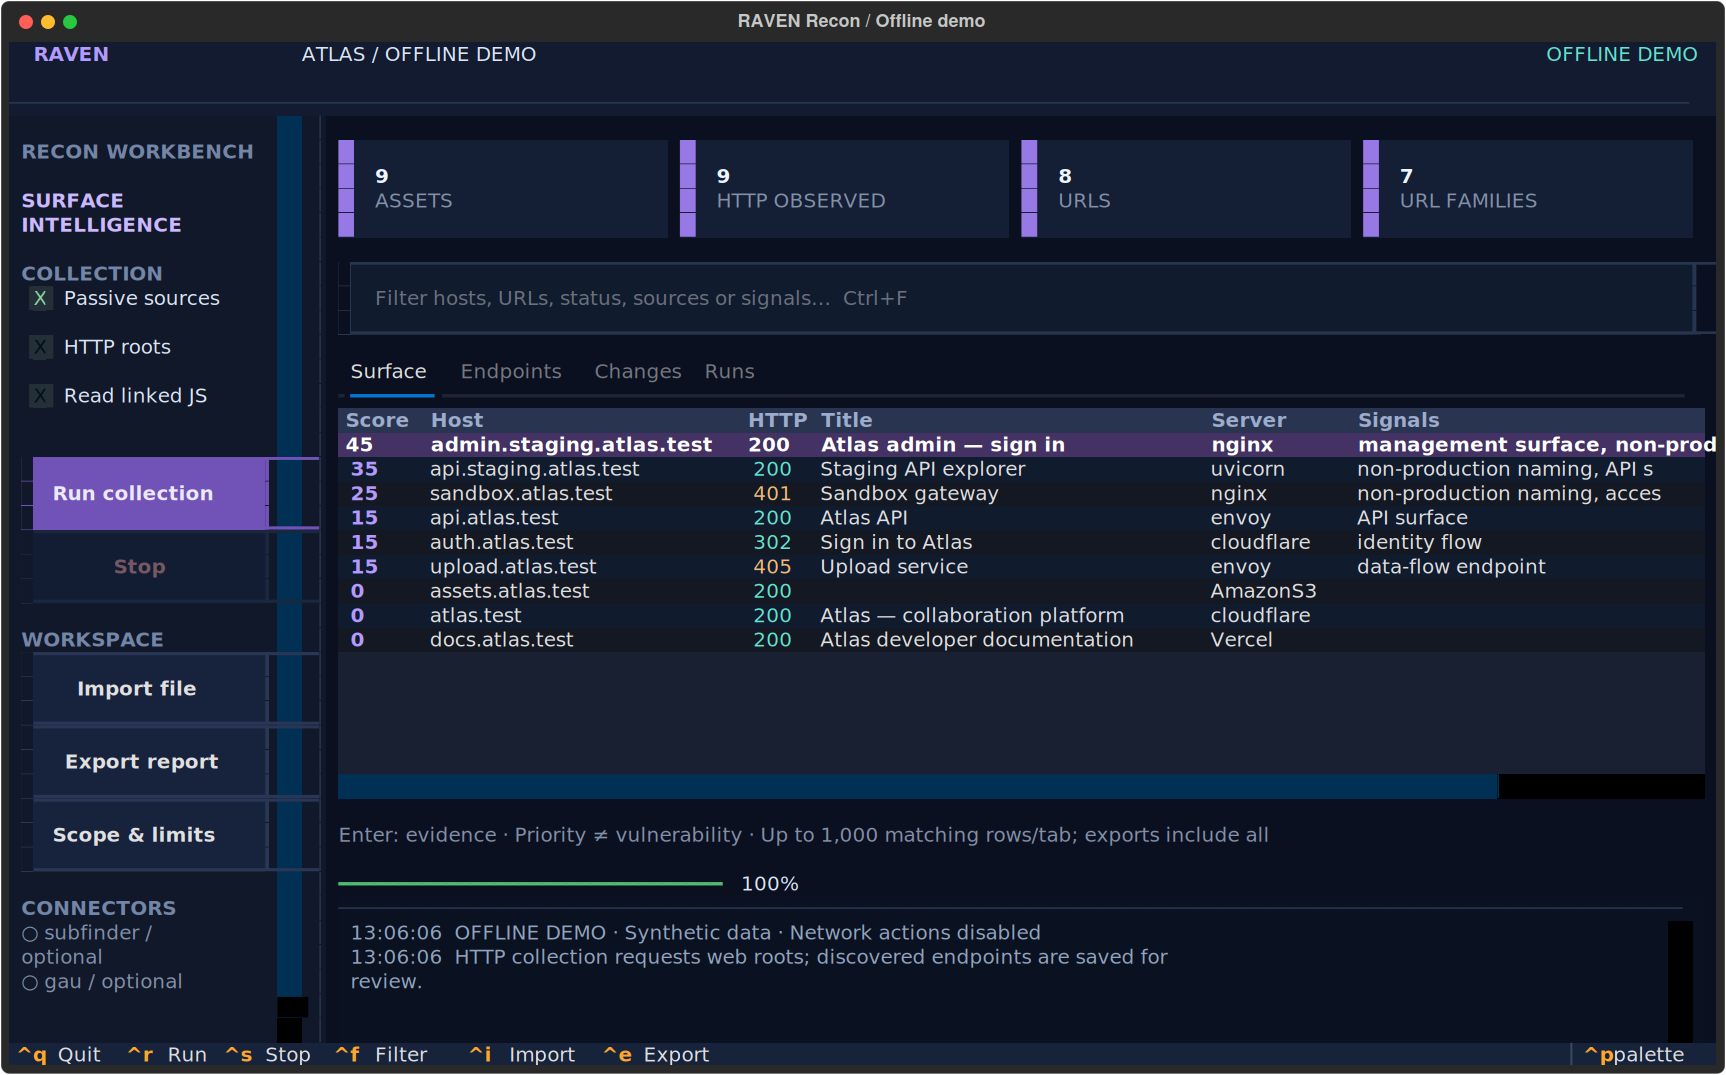 RAVEN Recon / Offline demo
RAVEN
ATLAS / OFFLINE DEMO
OFFLINE DEMO
RECON WORKBENCH
SURFACE
INTELLIGENCE
COLLECTION
X Passive sources
X HTTP roots
X Read linked JS
Run collection
Stop
WORKSPACE
Import file
Export report
Scope & limits
CONNECTORS
○ subfinder /
optional
○ gau / optional
9
ASSETS
9
HTTP OBSERVED
8
URLS
7
URL FAMILIES
Filter hosts, URLs, status, sources or signals… Ctrl+F
Surface Endpoints Changes Runs
Score Host HTTP Title Server Signals
45 admin.staging.atlas.test 200 Atlas admin — sign in nginx management surface, non-prod
35 api.staging.atlas.test 200 Staging API explorer uvicorn non-production naming, API s
25 sandbox.atlas.test 401 Sandbox gateway nginx non-production naming, acces
15 api.atlas.test 200 Atlas API envoy API surface
15 auth.atlas.test 302 Sign in to Atlas cloudflare identity flow
15 upload.atlas.test 405 Upload service envoy data-flow endpoint
0 assets.atlas.test 200 AmazonS3
0 atlas.test 200 Atlas — collaboration platform cloudflare
0 docs.atlas.test 200 Atlas developer documentation Vercel
Enter: evidence · Priority ≠ vulnerability · Up to 1,000 matching rows/tab; exports include all
100%
13:06:06 OFFLINE DEMO · Synthetic data · Network actions disabled
13:06:06 HTTP collection requests web roots; discovered endpoints are saved for
review.
^q Quit ^r Run ^s Stop ^f Filter ^i Import ^e Export ^p palette